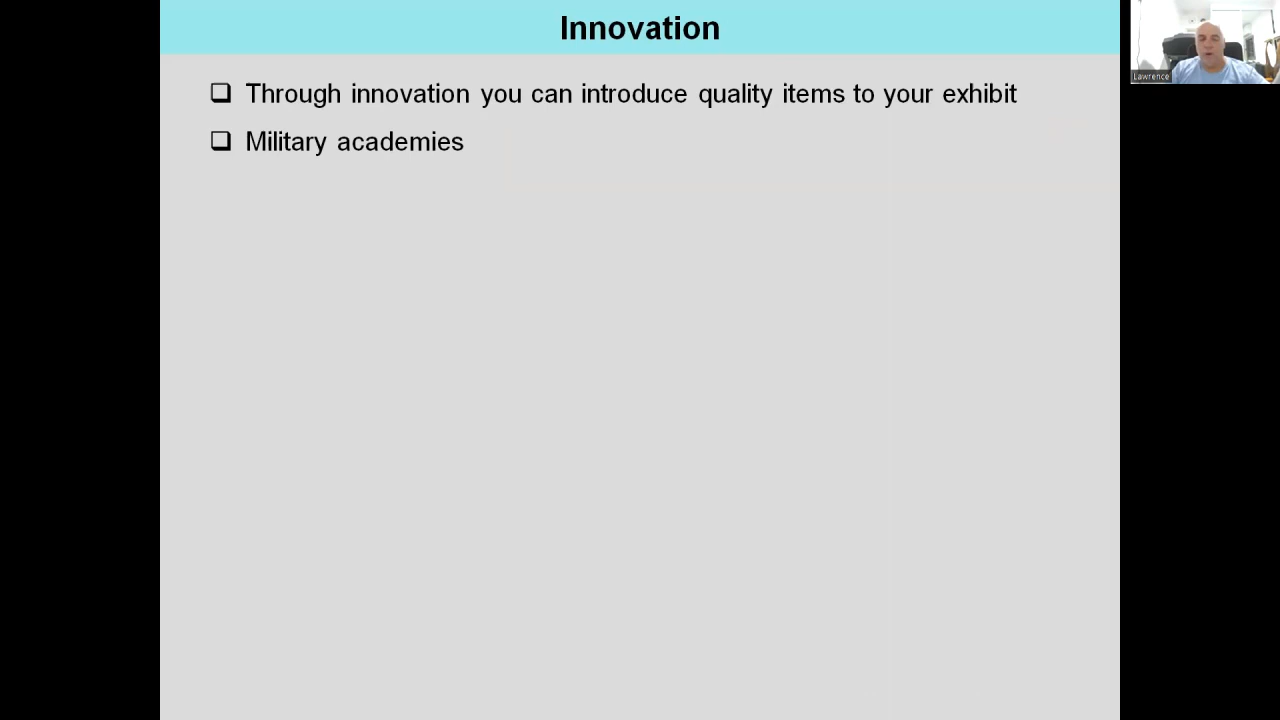 Innovation
Through innovation you can introduce quality items to your exhibit
Military academies
Lawrence